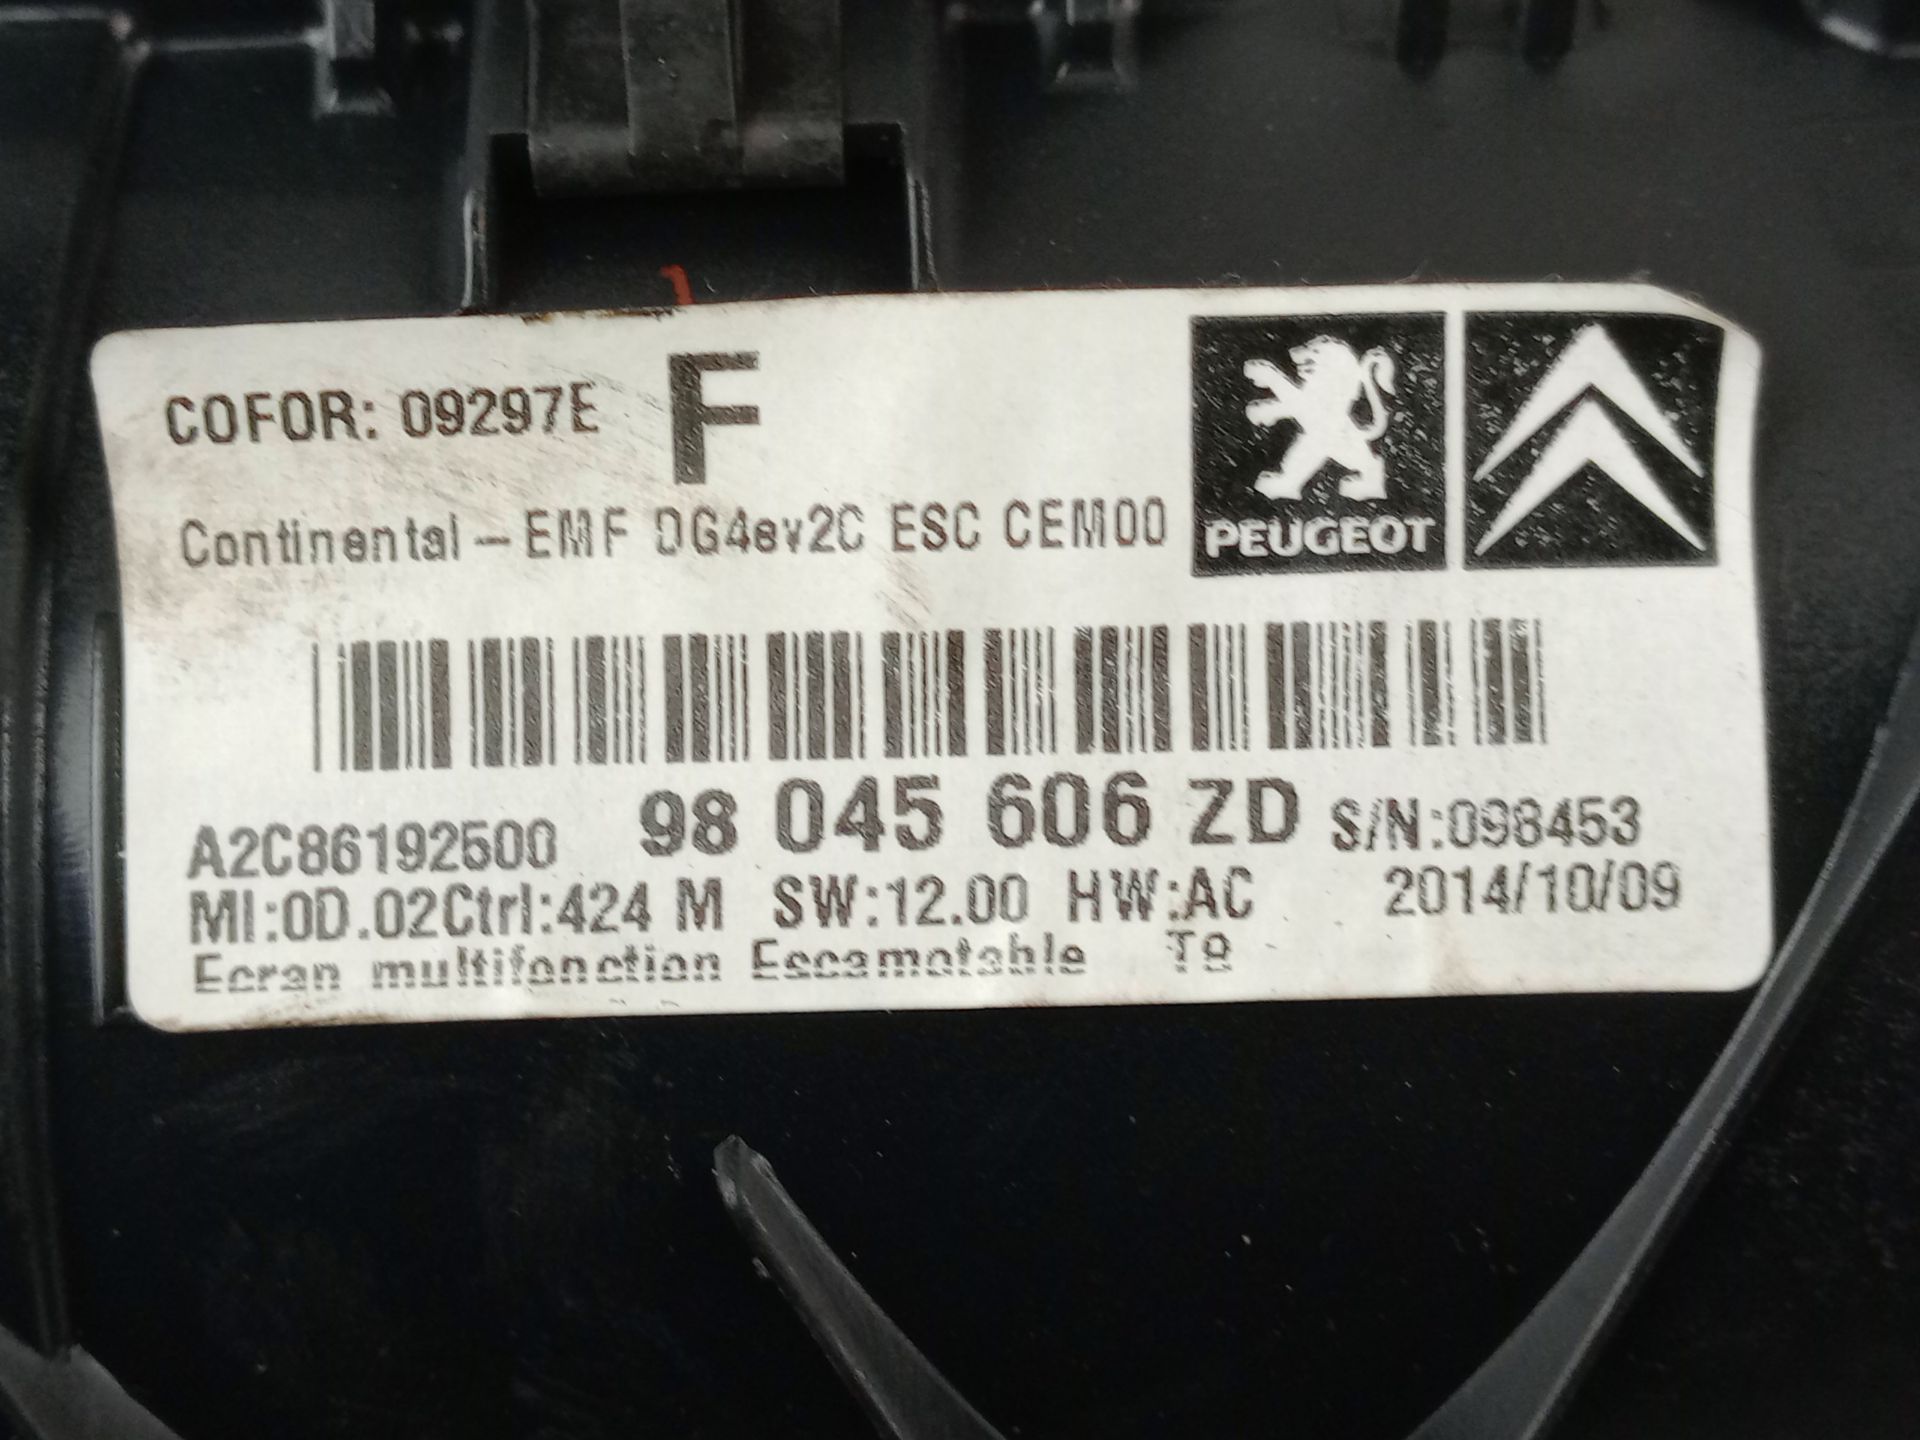 COFOR: 09297E F
Continental - EMF DG4ev2C ESC CEM00
PEUGEOT
A2C86192500 98 045 606 ZD S/N:098453
MI:0D.02Ctrl:424 M SW:12.00 HW:AC 2014/10/09
Ecran multifonction Escamotable